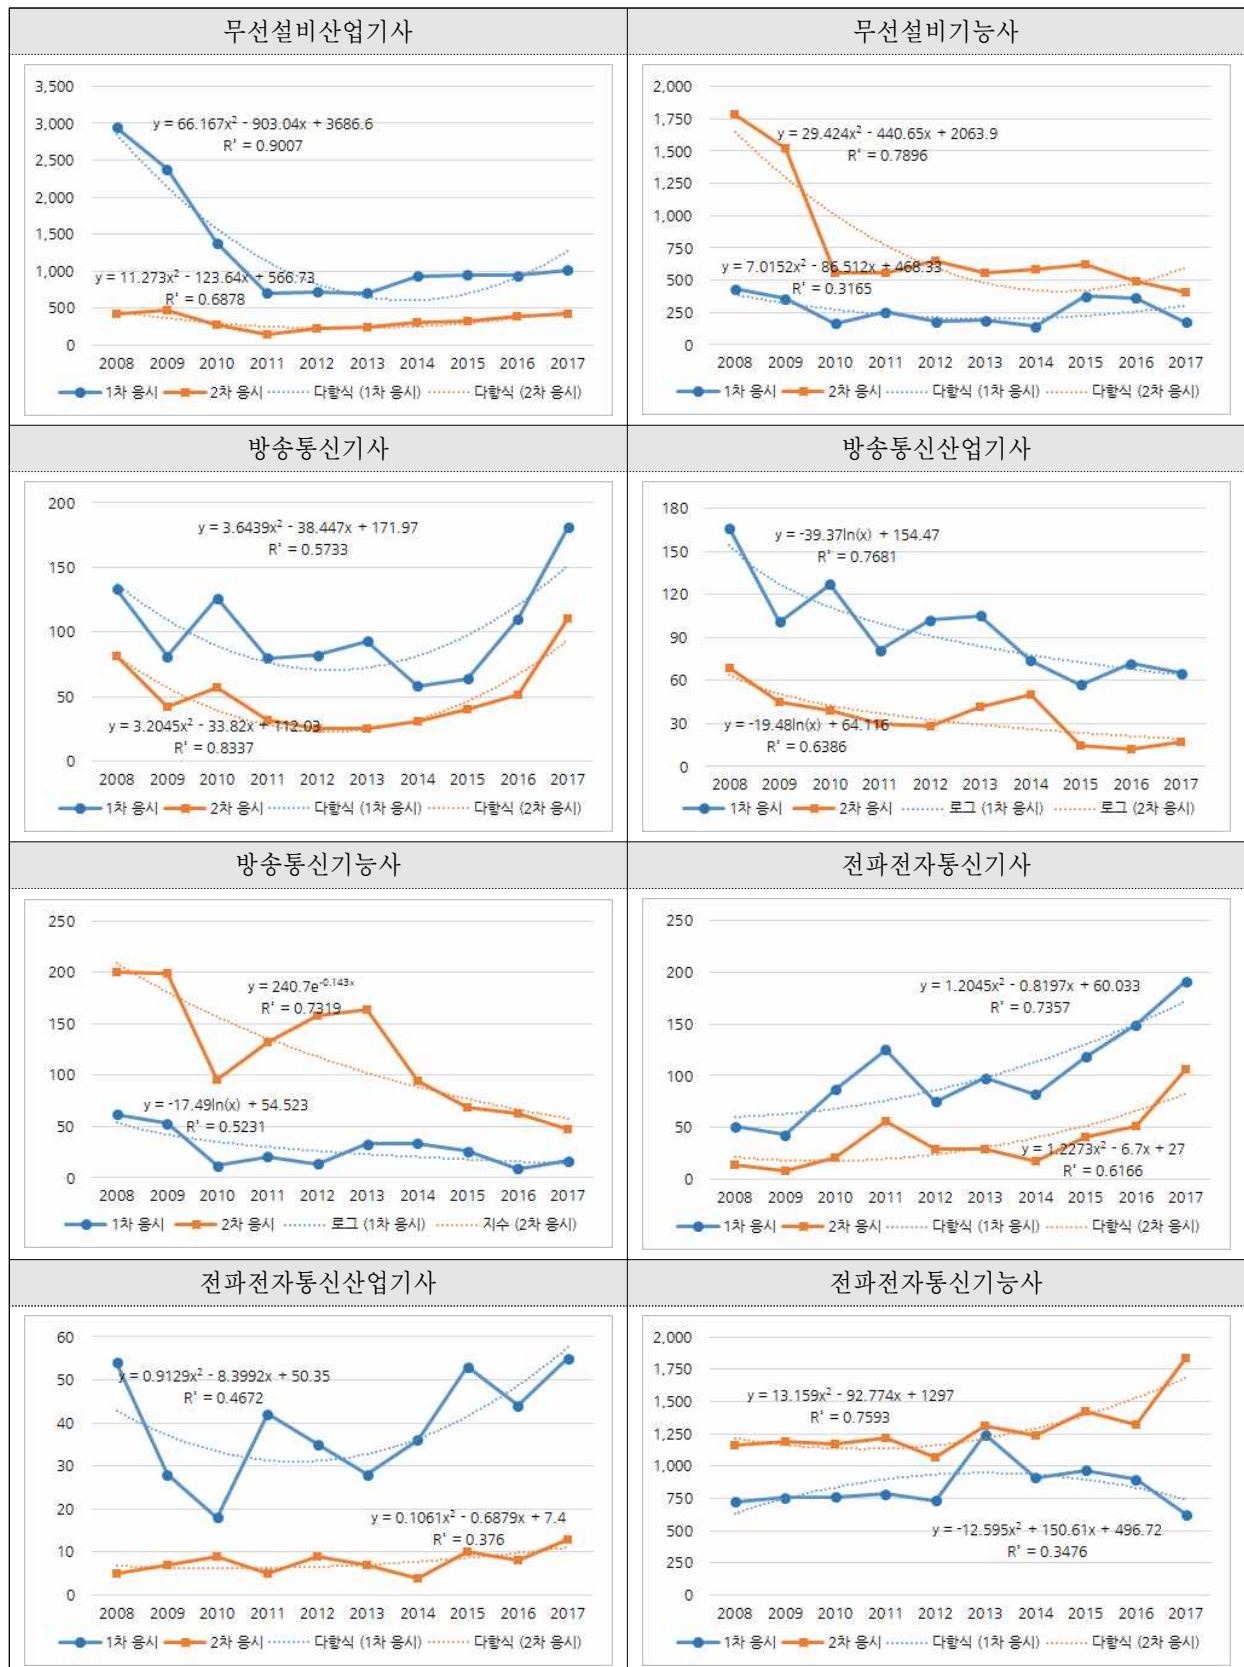 무선설비산업기사
무선설비기능사
3,500
3,000
2,500
2,000
1,500
1,000
500
0
y = 66.167x² - 903.04x + 3686.6
R² = 0.9007
y = 11.273x² - 123.64x + 566.73
R² = 0.6878
2008 2009 2010 2011 2012 2013 2014 2015 2016 2017
1차 응시 2차 응시 다항식 (1차 응시) 다항식 (2차 응시)
2,000
1,750
1,500
1,250
1,000
750
500
250
0
y = 29.424x² - 440.65x + 2063.9
R² = 0.7896
y = 7.0152x² - 86.512x + 468.33
R² = 0.3165
2008 2009 2010 2011 2012 2013 2014 2015 2016 2017
1차 응시 2차 응시 다항식 (1차 응시) 다항식 (2차 응시)
방송통신기사
방송통신산업기사
200
150
100
50
0
y = 3.6439x² - 38.447x + 171.97
R² = 0.5733
y = 3.2045x² - 33.82x + 112.03
R² = 0.8337
2008 2009 2010 2011 2012 2013 2014 2015 2016 2017
1차 응시 2차 응시 다항식 (1차 응시) 다항식 (2차 응시)
180
150
120
90
60
30
0
y = -39.37ln(x) + 154.47
R² = 0.7681
y = -19.48ln(x) + 64.116
R² = 0.6386
2008 2009 2010 2011 2012 2013 2014 2015 2016 2017
1차 응시 2차 응시 로그 (1차 응시) 로그 (2차 응시)
방송통신기능사
전파전자통신기사
250
200
150
100
50
0
y = 240.7e^-0.143x
R² = 0.7319
y = -17.49ln(x) + 54.523
R² = 0.5231
2008 2009 2010 2011 2012 2013 2014 2015 2016 2017
1차 응시 2차 응시 로그 (1차 응시) 지수 (2차 응시)
250
200
150
100
50
0
y = 1.2045x² - 0.8197x + 60.033
R² = 0.7357
y = 1.2273x² - 6.7x + 27
R² = 0.6166
2008 2009 2010 2011 2012 2013 2014 2015 2016 2017
1차 응시 2차 응시 다항식 (1차 응시) 다항식 (2차 응시)
전파전자통신산업기사
전파전자통신기능사
60
50
40
30
20
10
0
y = 0.9129x² - 8.3992x + 50.35
R² = 0.4672
y = 0.1061x² - 0.6879x + 7.4
R² = 0.376
2008 2009 2010 2011 2012 2013 2014 2015 2016 2017
1차 응시 2차 응시 다항식 (1차 응시) 다항식 (2차 응시)
2,000
1,750
1,500
1,250
1,000
750
500
250
0
y = 13.159x² - 92.774x + 1297
R² = 0.7593
y = -12.595x² + 150.61x + 496.72
R² = 0.3476
2008 2009 2010 2011 2012 2013 2014 2015 2016 2017
1차 응시 2차 응시 다항식 (1차 응시) 다항식 (2차 응시)